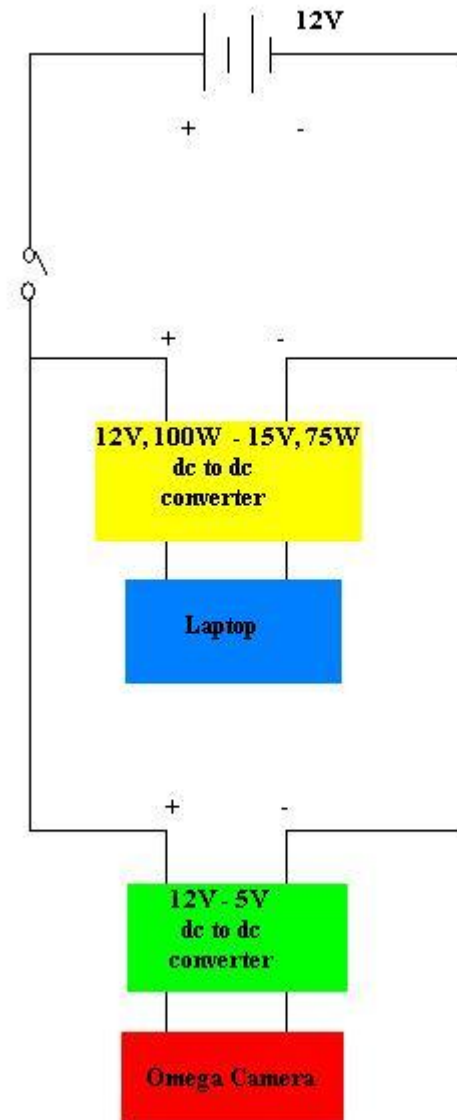 12V
+ -
+ -
12V, 100W - 15V, 75W
dc to dc
converter
Laptop
+ -
12V - 5V
dc to dc
converter
Omega Camera